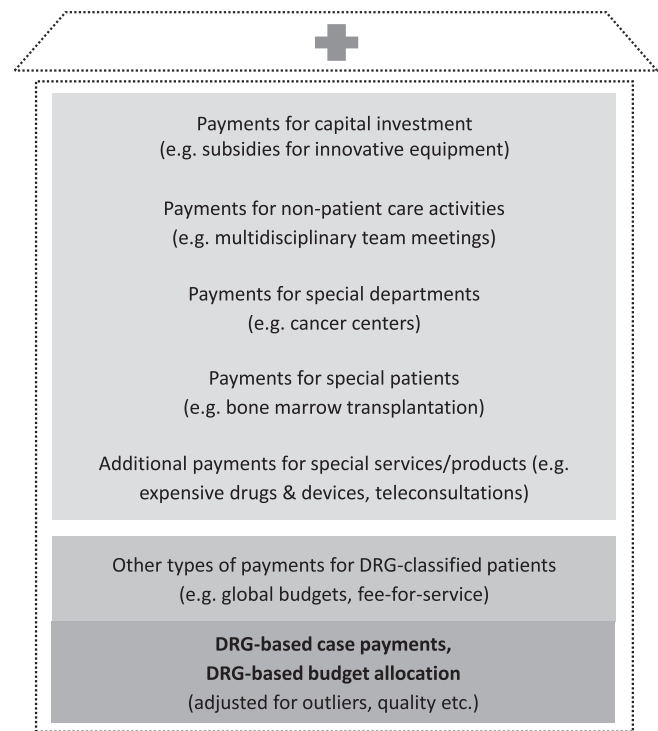 Payments for capital investment
(e.g. subsidies for innovative equipment)
Payments for non-patient care activities
(e.g. multidisciplinary team meetings)
Payments for special departments
(e.g. cancer centers)
Payments for special patients
(e.g. bone marrow transplantation)
Additional payments for special services/products (e.g.
expensive drugs & devices, teleconsultations)
Other types of payments for DRG-classified patients
(e.g. global budgets, fee-for-service)
DRG-based case payments,
DRG-based budget allocation
(adjusted for outliers, quality etc.)